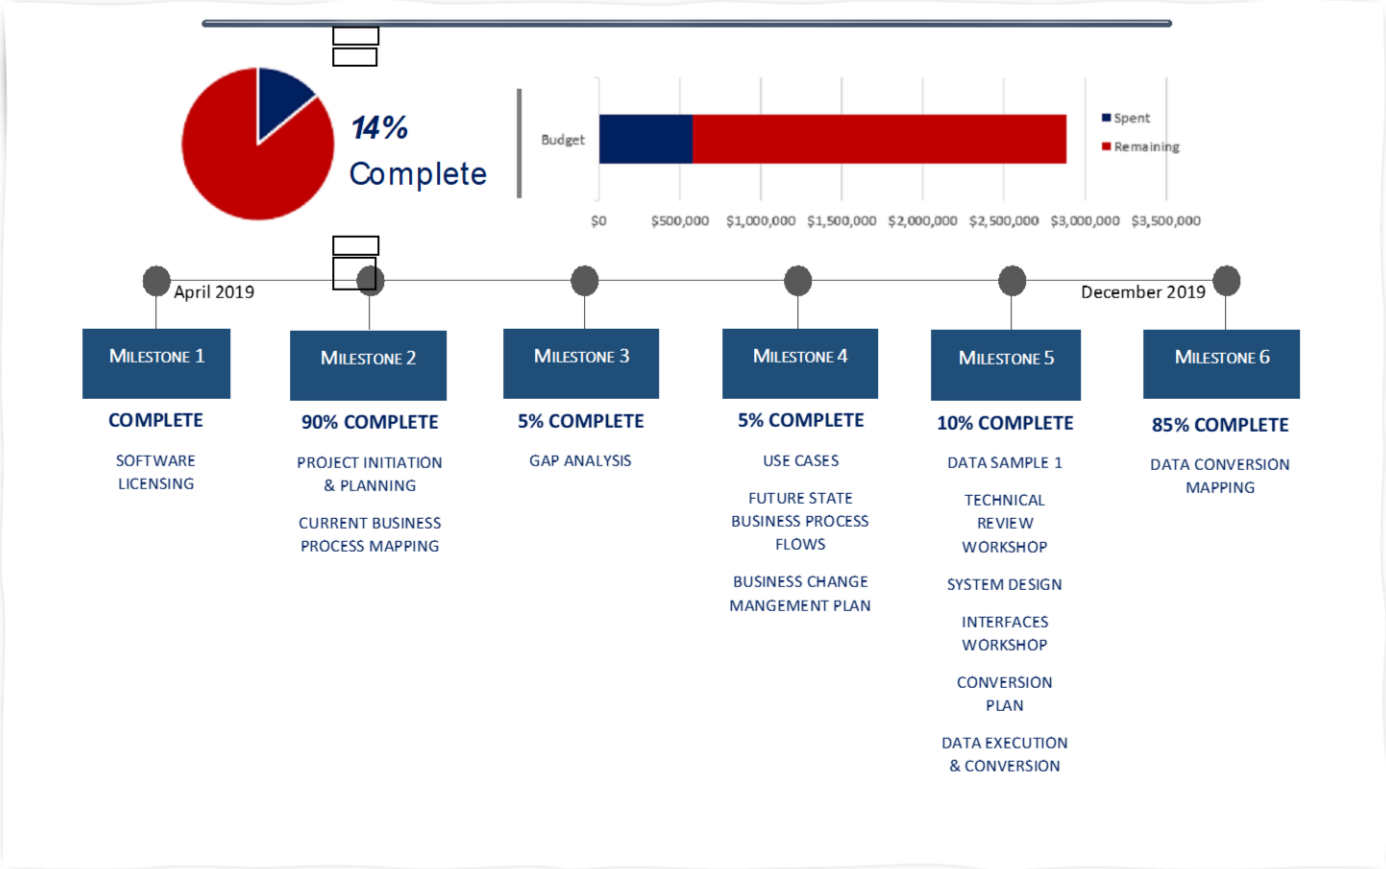 14%
Complete
Budget
Spent
Remaining
$0 $500,000 $1,000,000 $1,500,000 $2,000,000 $2,500,000 $3,000,000 $3,500,000
April 2019
December 2019
MILESTONE 1
COMPLETE
SOFTWARE
LICENSING
MILESTONE 2
90% COMPLETE
PROJECT INITIATION
& PLANNING
CURRENT BUSINESS
PROCESS MAPPING
MILESTONE 3
5% COMPLETE
GAP ANALYSIS
MILESTONE 4
5% COMPLETE
USE CASES
FUTURE STATE
BUSINESS PROCESS
FLOWS
BUSINESS CHANGE
MANGEMENT PLAN
MILESTONE 5
10% COMPLETE
DATA SAMPLE 1
TECHNICAL
REVIEW
WORKSHOP
SYSTEM DESIGN
INTERFACES
WORKSHOP
CONVERSION
PLAN
DATA EXECUTION
& CONVERSION
MILESTONE 6
85% COMPLETE
DATA CONVERSION
MAPPING